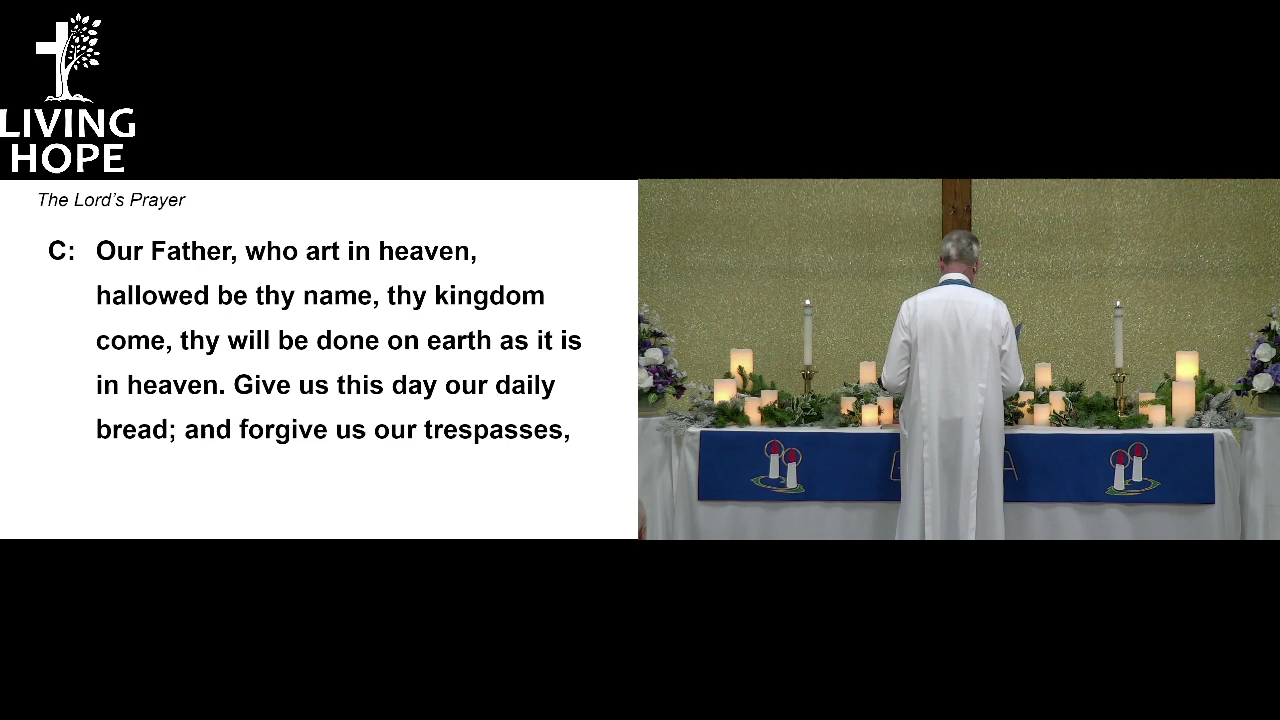 LIVING
HOPE
The Lord's Prayer
C: Our Father, who art in heaven,
hallowed be thy name, thy kingdom
come, thy will be done on earth as it is
in heaven. Give us this day our daily
bread; and forgive us our trespasses,